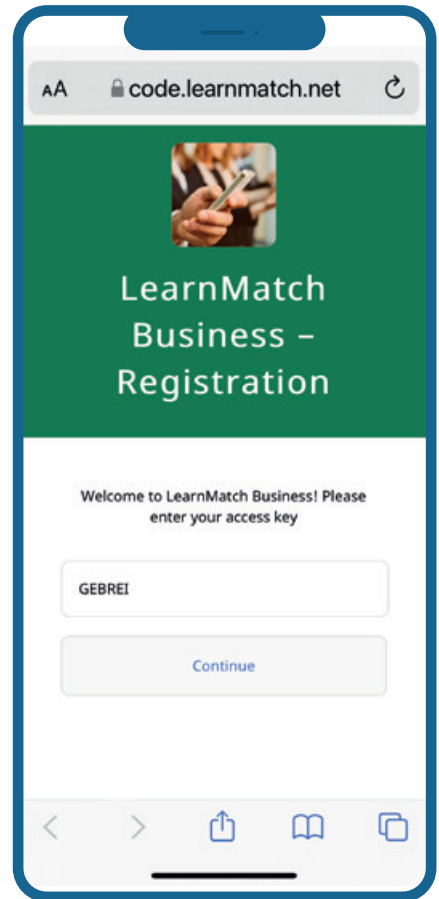 AA code.learnmatch.net
LearnMatch
Business –
Registration
Welcome to LearnMatch Business! Please
enter your access key
GEBREI
Continue